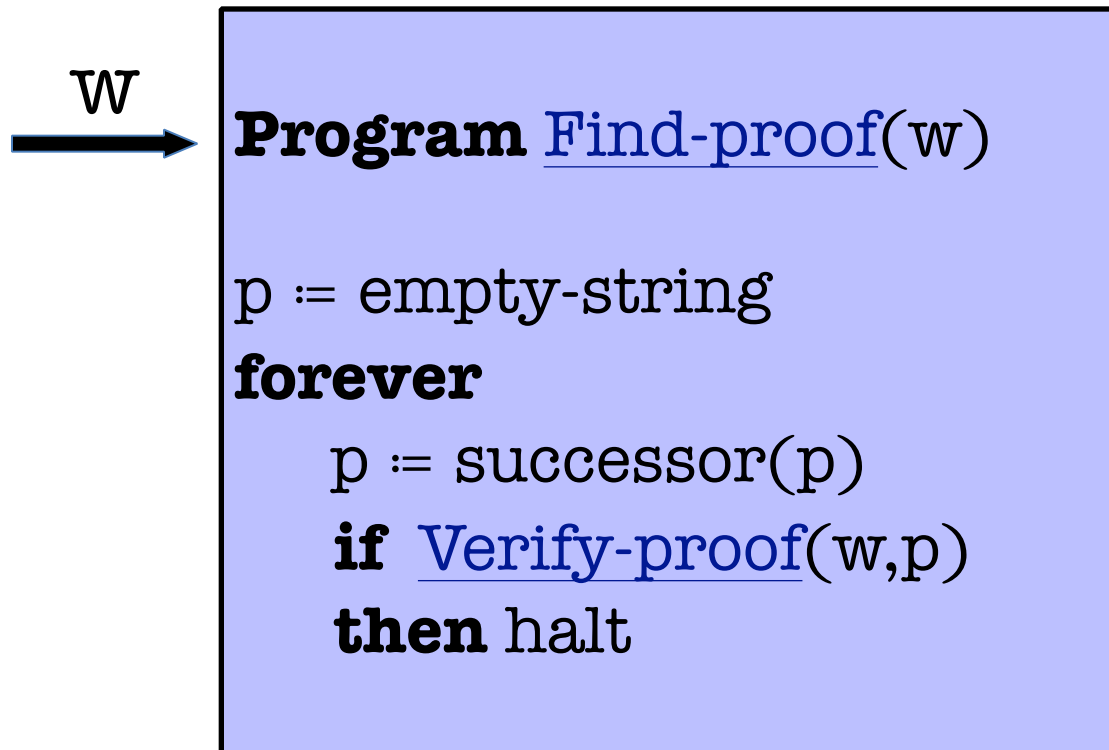 w
Program Find-proof(w)
p := empty-string
forever
p := successor(p)
if Verify-proof(w,p)
then halt